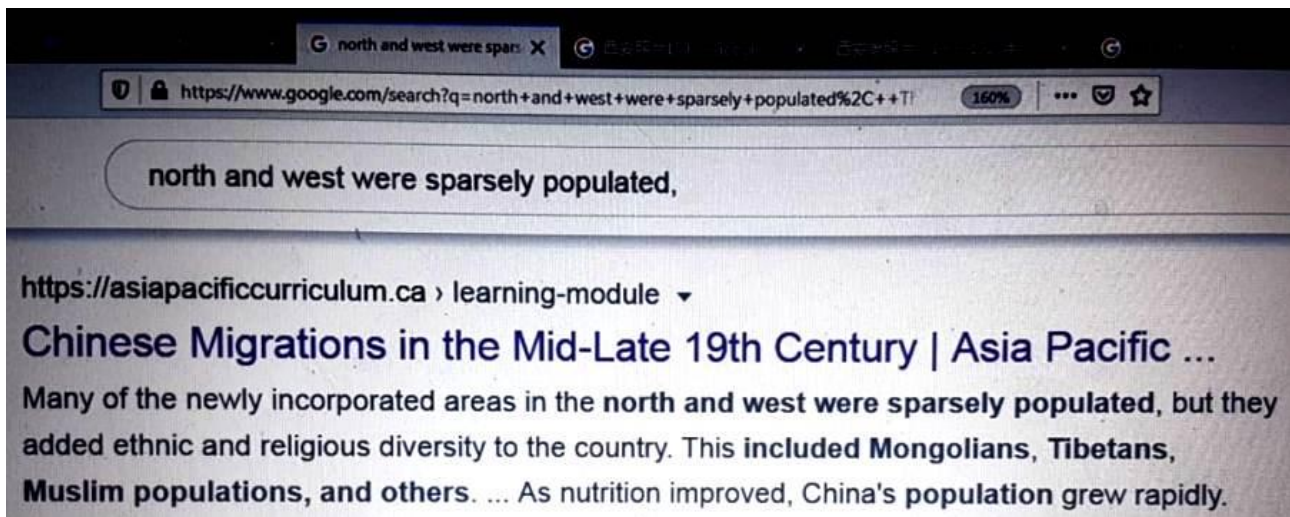 north and west were spars
https://www.google.com/search?q=north+and+west+were+sparsely+populated%2C++Th
160%
north and west were sparsely populated,
https://asiapacificcurriculum.ca › learning-module
Chinese Migrations in the Mid-Late 19th Century | Asia Pacific ...
Many of the newly incorporated areas in the north and west were sparsely populated, but they
added ethnic and religious diversity to the country. This included Mongolians, Tibetans,
Muslim populations, and others. ... As nutrition improved, China's population grew rapidly.